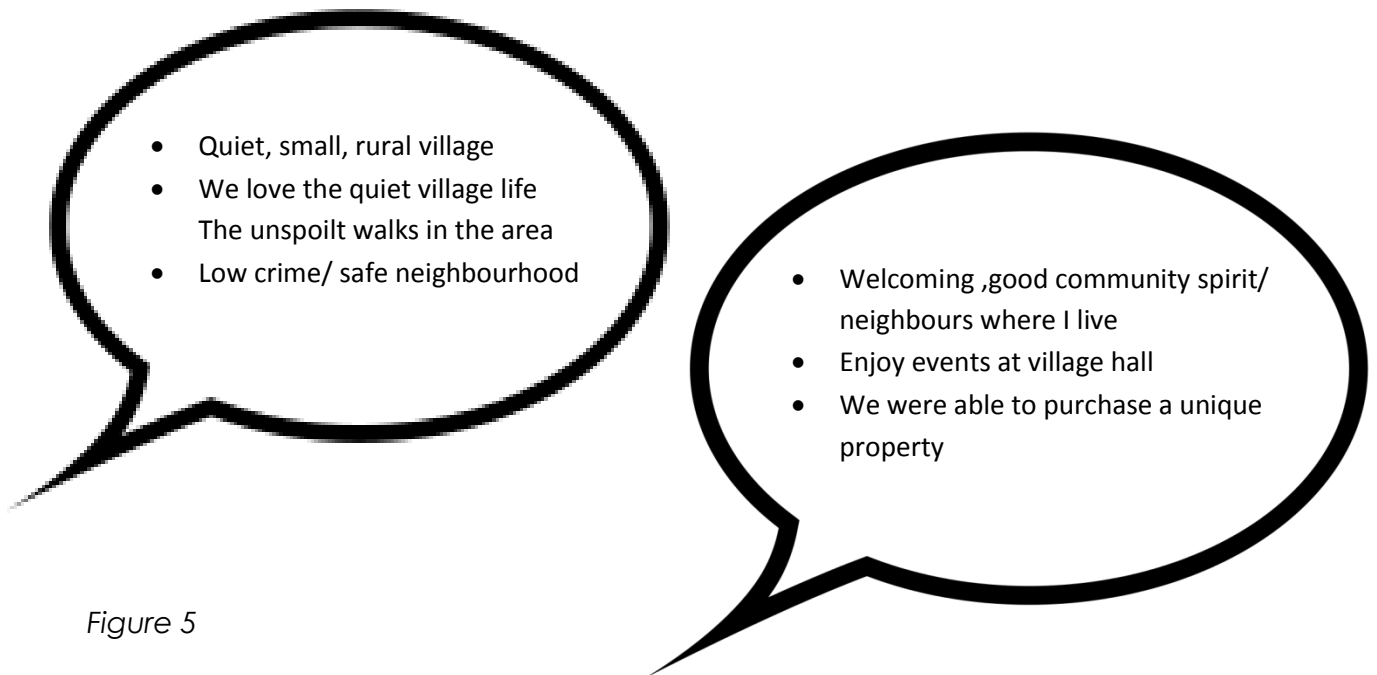 • Quiet, small, rural village
• We love the quiet village life
The unspoilt walks in the area
• Low crime/ safe neighbourhood
• Welcoming ,good community spirit/
neighbours where I live
• Enjoy events at village hall
• We were able to purchase a unique
property
Figure 5